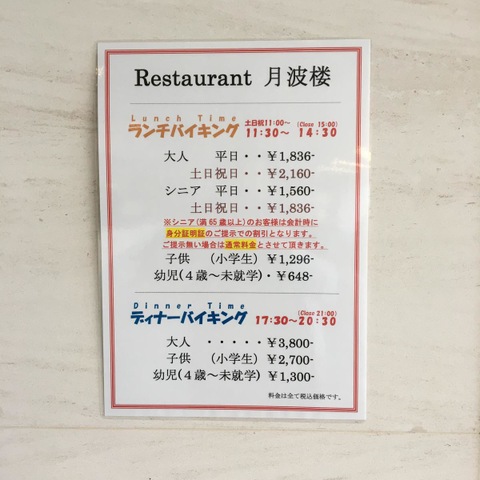 Restaurant 月波楼
Lunch Time
ランチバイキング 土日祝11:00～ 11:30～ (Close 15:00) 14:30
大人 平日・・￥1,836-
土日祝日・・￥2,160-
シニア 平日・・￥1,560-
土日祝日・・￥1,836-
※シニア(満65歳以上)のお客様は会計時に
身分証明証のご提示での割引となります。
ご提示無い場合は通常料金とさせて頂きます。
子供 (小学生)・・￥1,296-
幼児(４歳～未就学)・￥648-
Dinner Time
ディナーバイキング 17:30～20:30 (Close 21:00)
大人 ・・・・・￥3,800-
子供 (小学生)・・￥2,700-
幼児(４歳～未就学)・￥1,300-
料金は全て税込価格です。